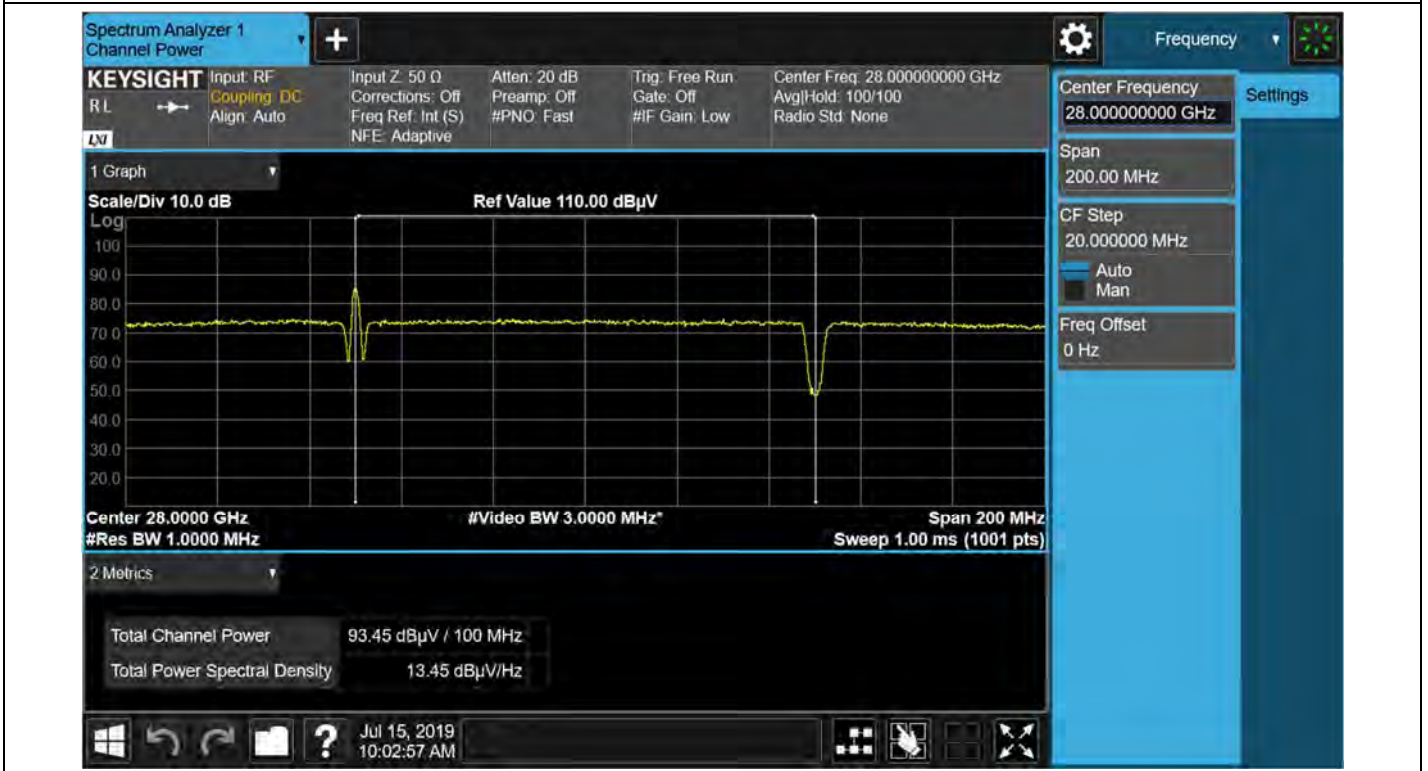 Spectrum Analyzer 1
Channel Power
+
Frequency
KEYSIGHT
RL
LXI
Input: RF
Coupling: DC
Align: Auto
Input Z: 50 Ω
Corrections: Off
Freq Ref: Int (S)
NFE: Adaptive
Atten: 20 dB
Preamp: Off
#PNO: Fast
Trig: Free Run
Gate: Off
#IF Gain: Low
Center Freq: 28.000000000 GHz
Avg|Hold: 100/100
Radio Std: None
Center Frequency
28.000000000 GHz
Settings
Span
200.00 MHz
CF Step
20.000000 MHz
Auto
Man
Freq Offset
0 Hz
1 Graph
Scale/Div 10.0 dB
Ref Value 110.00 dBµV
Log
100
90.0
80.0
70.0
60.0
50.0
40.0
30.0
20.0
Center 28.0000 GHz
#Video BW 3.0000 MHz*
Span 200 MHz
#Res BW 1.0000 MHz
Sweep 1.00 ms (1001 pts)
2 Metrics
Total Channel Power
93.45 dBµV / 100 MHz
Total Power Spectral Density
13.45 dBµV/Hz
?
Jul 15, 2019
10:02:57 AM